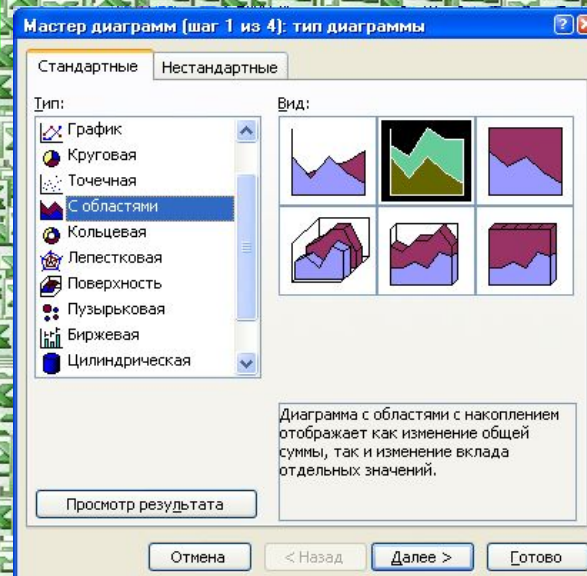 Мастер диаграмм (шаг 1 из 4): тип диаграммы
Стандартные
Нестандартные
Тип:
График
Круговая
Точечная
С областями
Кольцевая
Лепестковая
Поверхность
Пузырьковая
Биржевая
Цилиндрическая
Вид:
Диаграмма с областями с накоплением
отображает как изменение общей
суммы, так и изменение вклада
отдельных значений.
Просмотр результата
Отмена
< Назад
Далее >
Готово